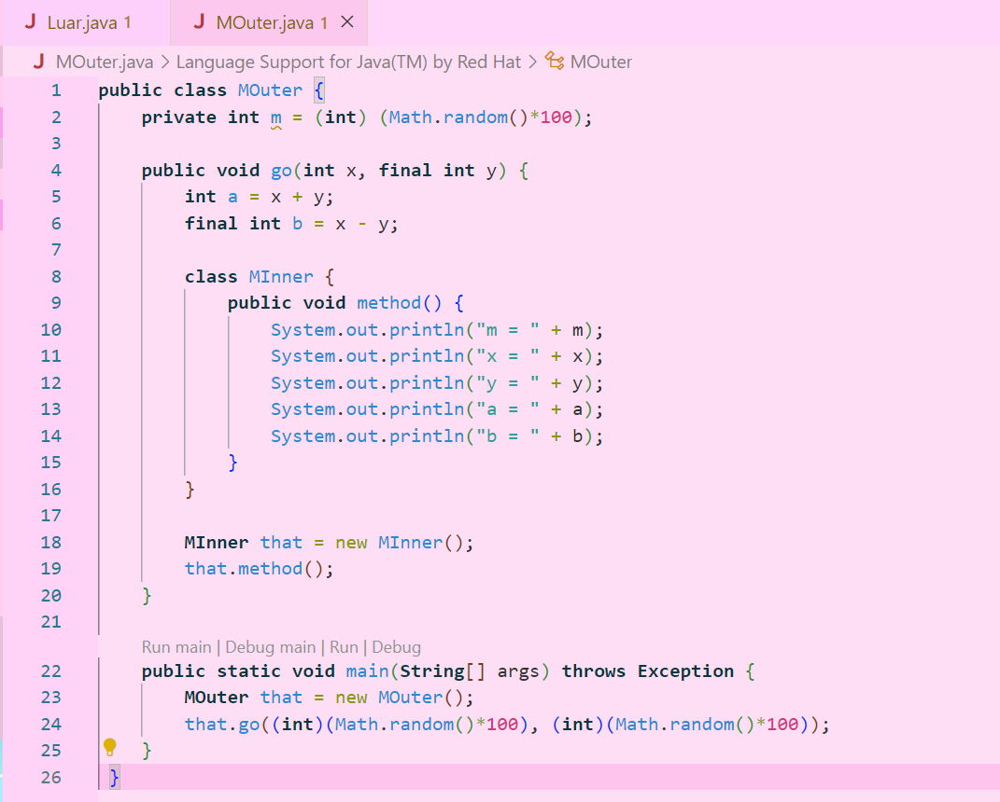 J Luar.java 1 J MOuter.java 1 ×
J MOuter.java > Language Support for Java(TM) by Red Hat > MOuter
1 public class MOuter {
2     private int m = (int) (Math.random()*100);
3
4     public void go(int x, final int y) {
5         int a = x + y;
6         final int b = x - y;
7
8         class MInner {
9             public void method() {
10                 System.out.println("m = " + m);
11                 System.out.println("x = " + x);
12                 System.out.println("y = " + y);
13                 System.out.println("a = " + a);
14                 System.out.println("b = " + b);
15             }
16         }
17
18         MInner that = new MInner();
19         that.method();
20     }
21
Run main | Debug main | Run | Debug
22     public static void main(String[] args) throws Exception {
23         MOuter that = new MOuter();
24         that.go((int)(Math.random()*100), (int)(Math.random()*100));
25     }
26 }